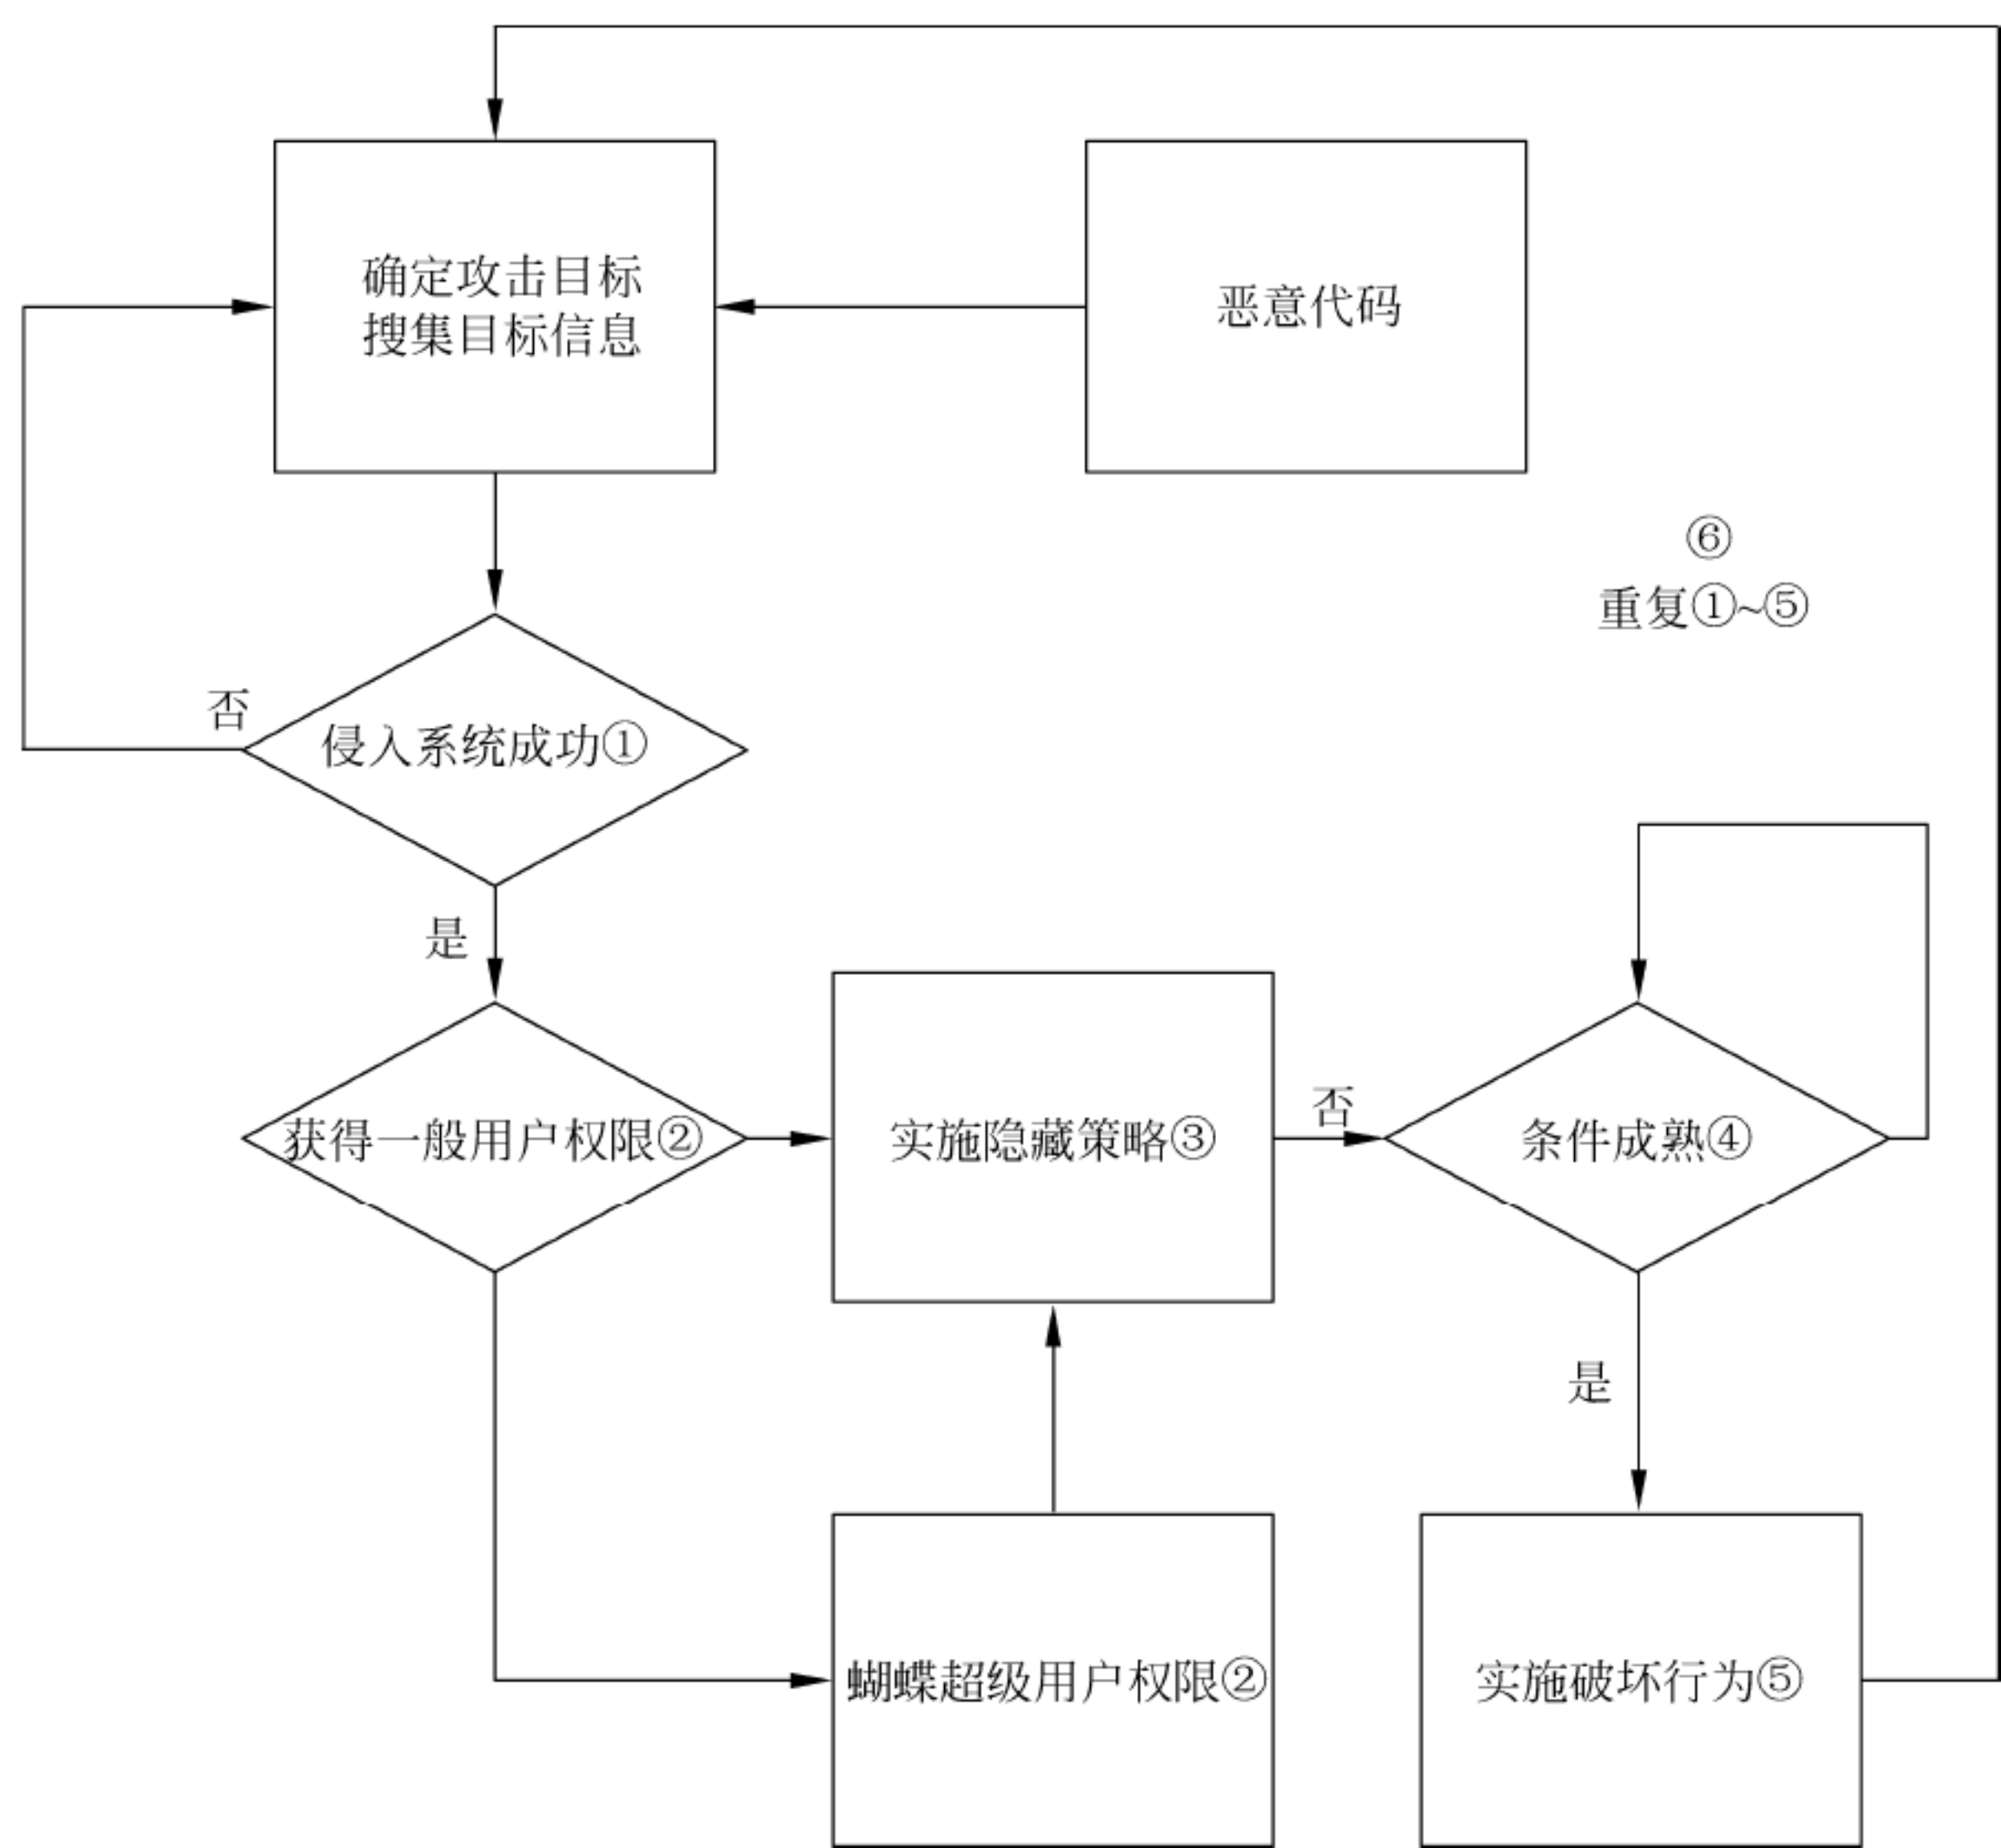 确定攻击目标
搜集目标信息
恶意代码
⑥
重复①~⑤
否
侵入系统成功①
是
获得一般用户权限②
实施隐藏策略③
否
条件成熟④
是
蝴蝶超级用户权限②
实施破坏行为⑤